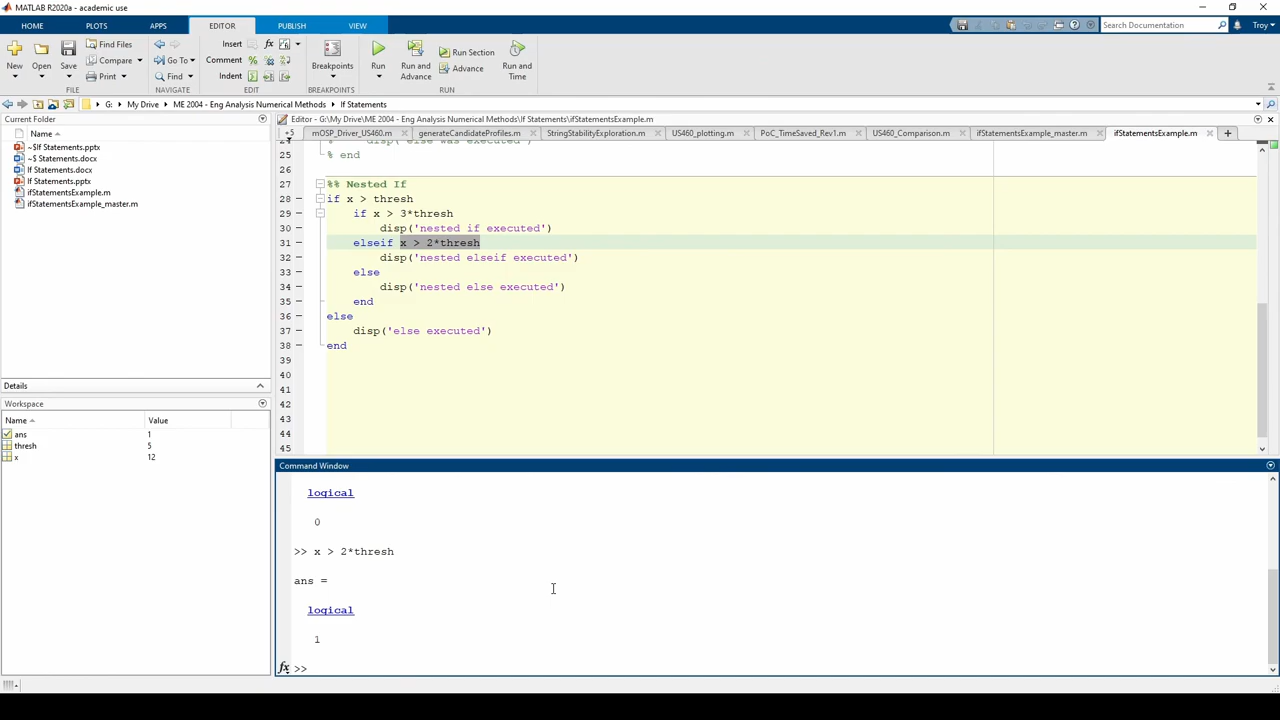 MATLAB R2020a - academic use
HOME PLOTS APPS EDITOR PUBLISH VIEW Search Documentation Troy
Find Files Insert fx
New Open Save Compare Go To Comment % Breakpoints Run Run and Advance Run Section Advance Run and Time
Print Find Indent
FILE NAVIGATE EDIT BREAKPOINTS RUN
G: My Drive ME 2004 - Eng Analysis Numerical Methods If Statements
Current Folder
Name
~$If Statements.pptx
~$ Statements.docx
If Statements.docx
If Statements.pptx
ifStatementsExample.m
ifStatementsExample_master.m
Details
Workspace
Name Value
ans 1
thresh 5
x 12
Editor - G:\My Drive\ME 2004 - Eng Analysis Numerical Methods\If Statements\ifStatementsExample.m
+5 mOSP_Driver_US460.m generateCandidateProfiles.m StringStabilityExploration.m US460_plotting.m PoC_TimeSaved_Rev1.m US460_Comparison.m ifStatementsExample_master.m ifStatementsExample.m
24 % disp('else was executed')
25 % end
26
27 %% Nested If
28 if x > thresh
29 if x > 3*thresh
30 disp('nested if executed')
31 elseif x > 2*thresh
32 disp('nested elseif executed')
33 else
34 disp('nested else executed')
35 end
36 else
37 disp('else executed')
38 end
39
40
41
42
43
44
45
Command Window
logical
0
>> x > 2*thresh
ans =
logical
1
fx >>